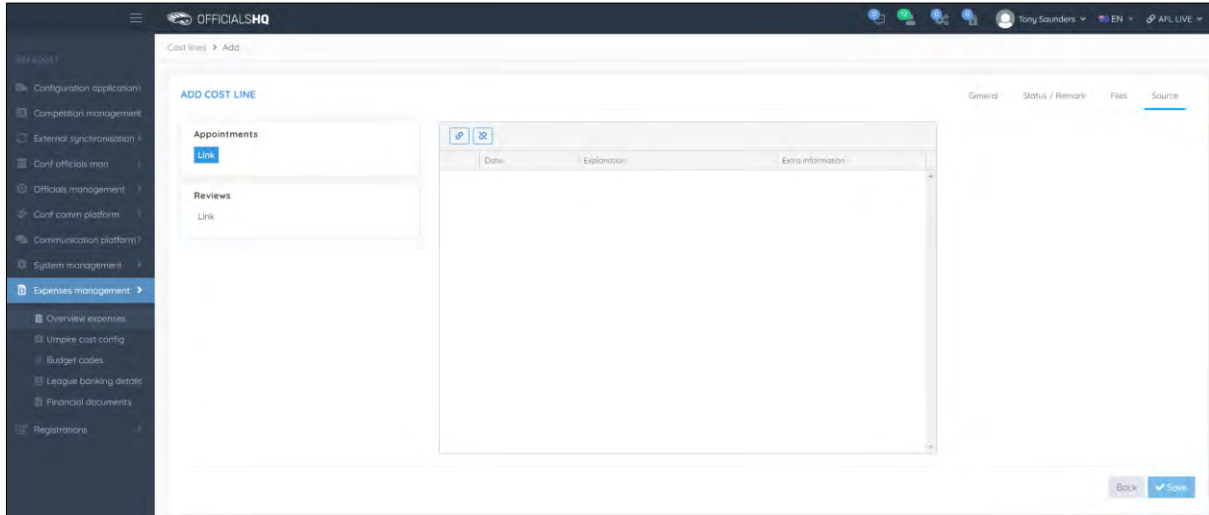 OFFICIALSHQ
12
Tony Saunders
EN
AFL LIVE
Cost lines > Add
Configuration application
Competition management
External synchronisation
Conf officials man
Officials management
Conf comm platform
Communication platform
System management
Expenses management
Overview expenses
Umpire cost config
Budget codes
League banking details
Financial documents
Registrations
ADD COST LINE
General
Status / Remark
Files
Source
Appointments
Link
Reviews
Link
Date
Explanation
Extra information
Back
Save